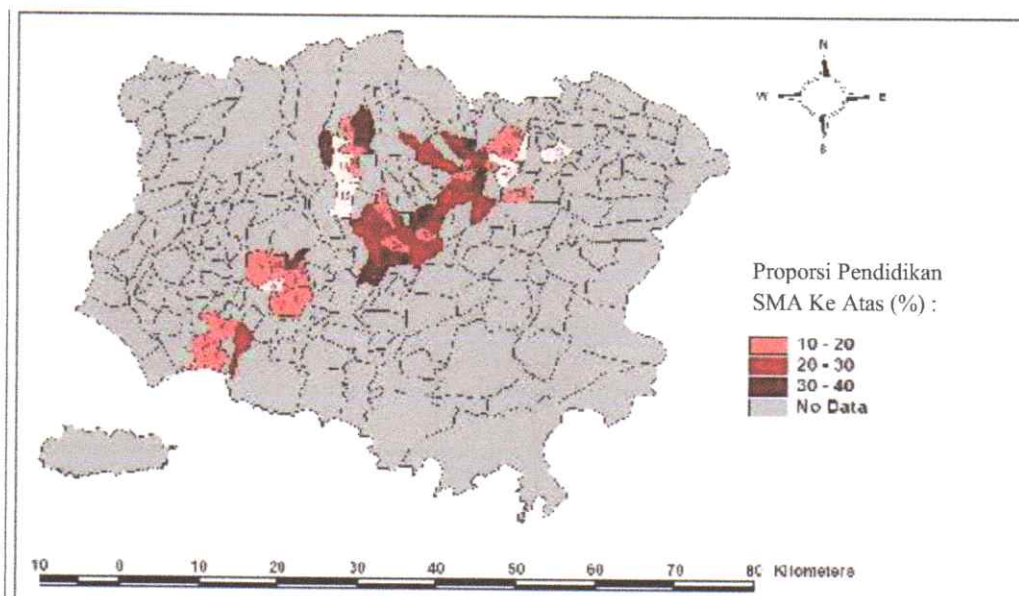 N
W E
S
Proporsi Pendidikan
SMA Ke Atas (%) :
10 - 20
20 - 30
30 - 40
No Data
10 0 10 20 30 40 50 60 70 80 Kilometers